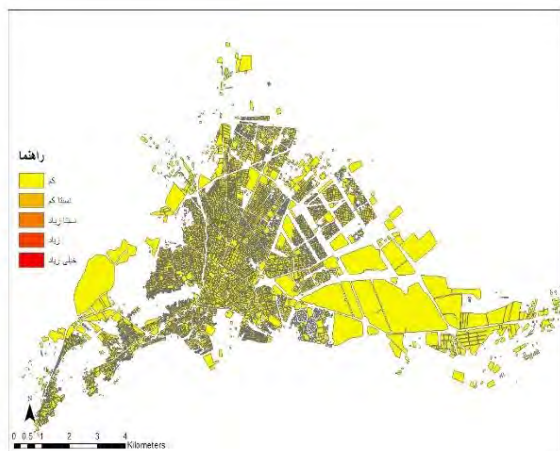 راهنما
کم
نسبتا کم
نسبتا زیاد
زیاد
خیلی زیاد
N
0 0.5 1 2 3 4
Kilometers